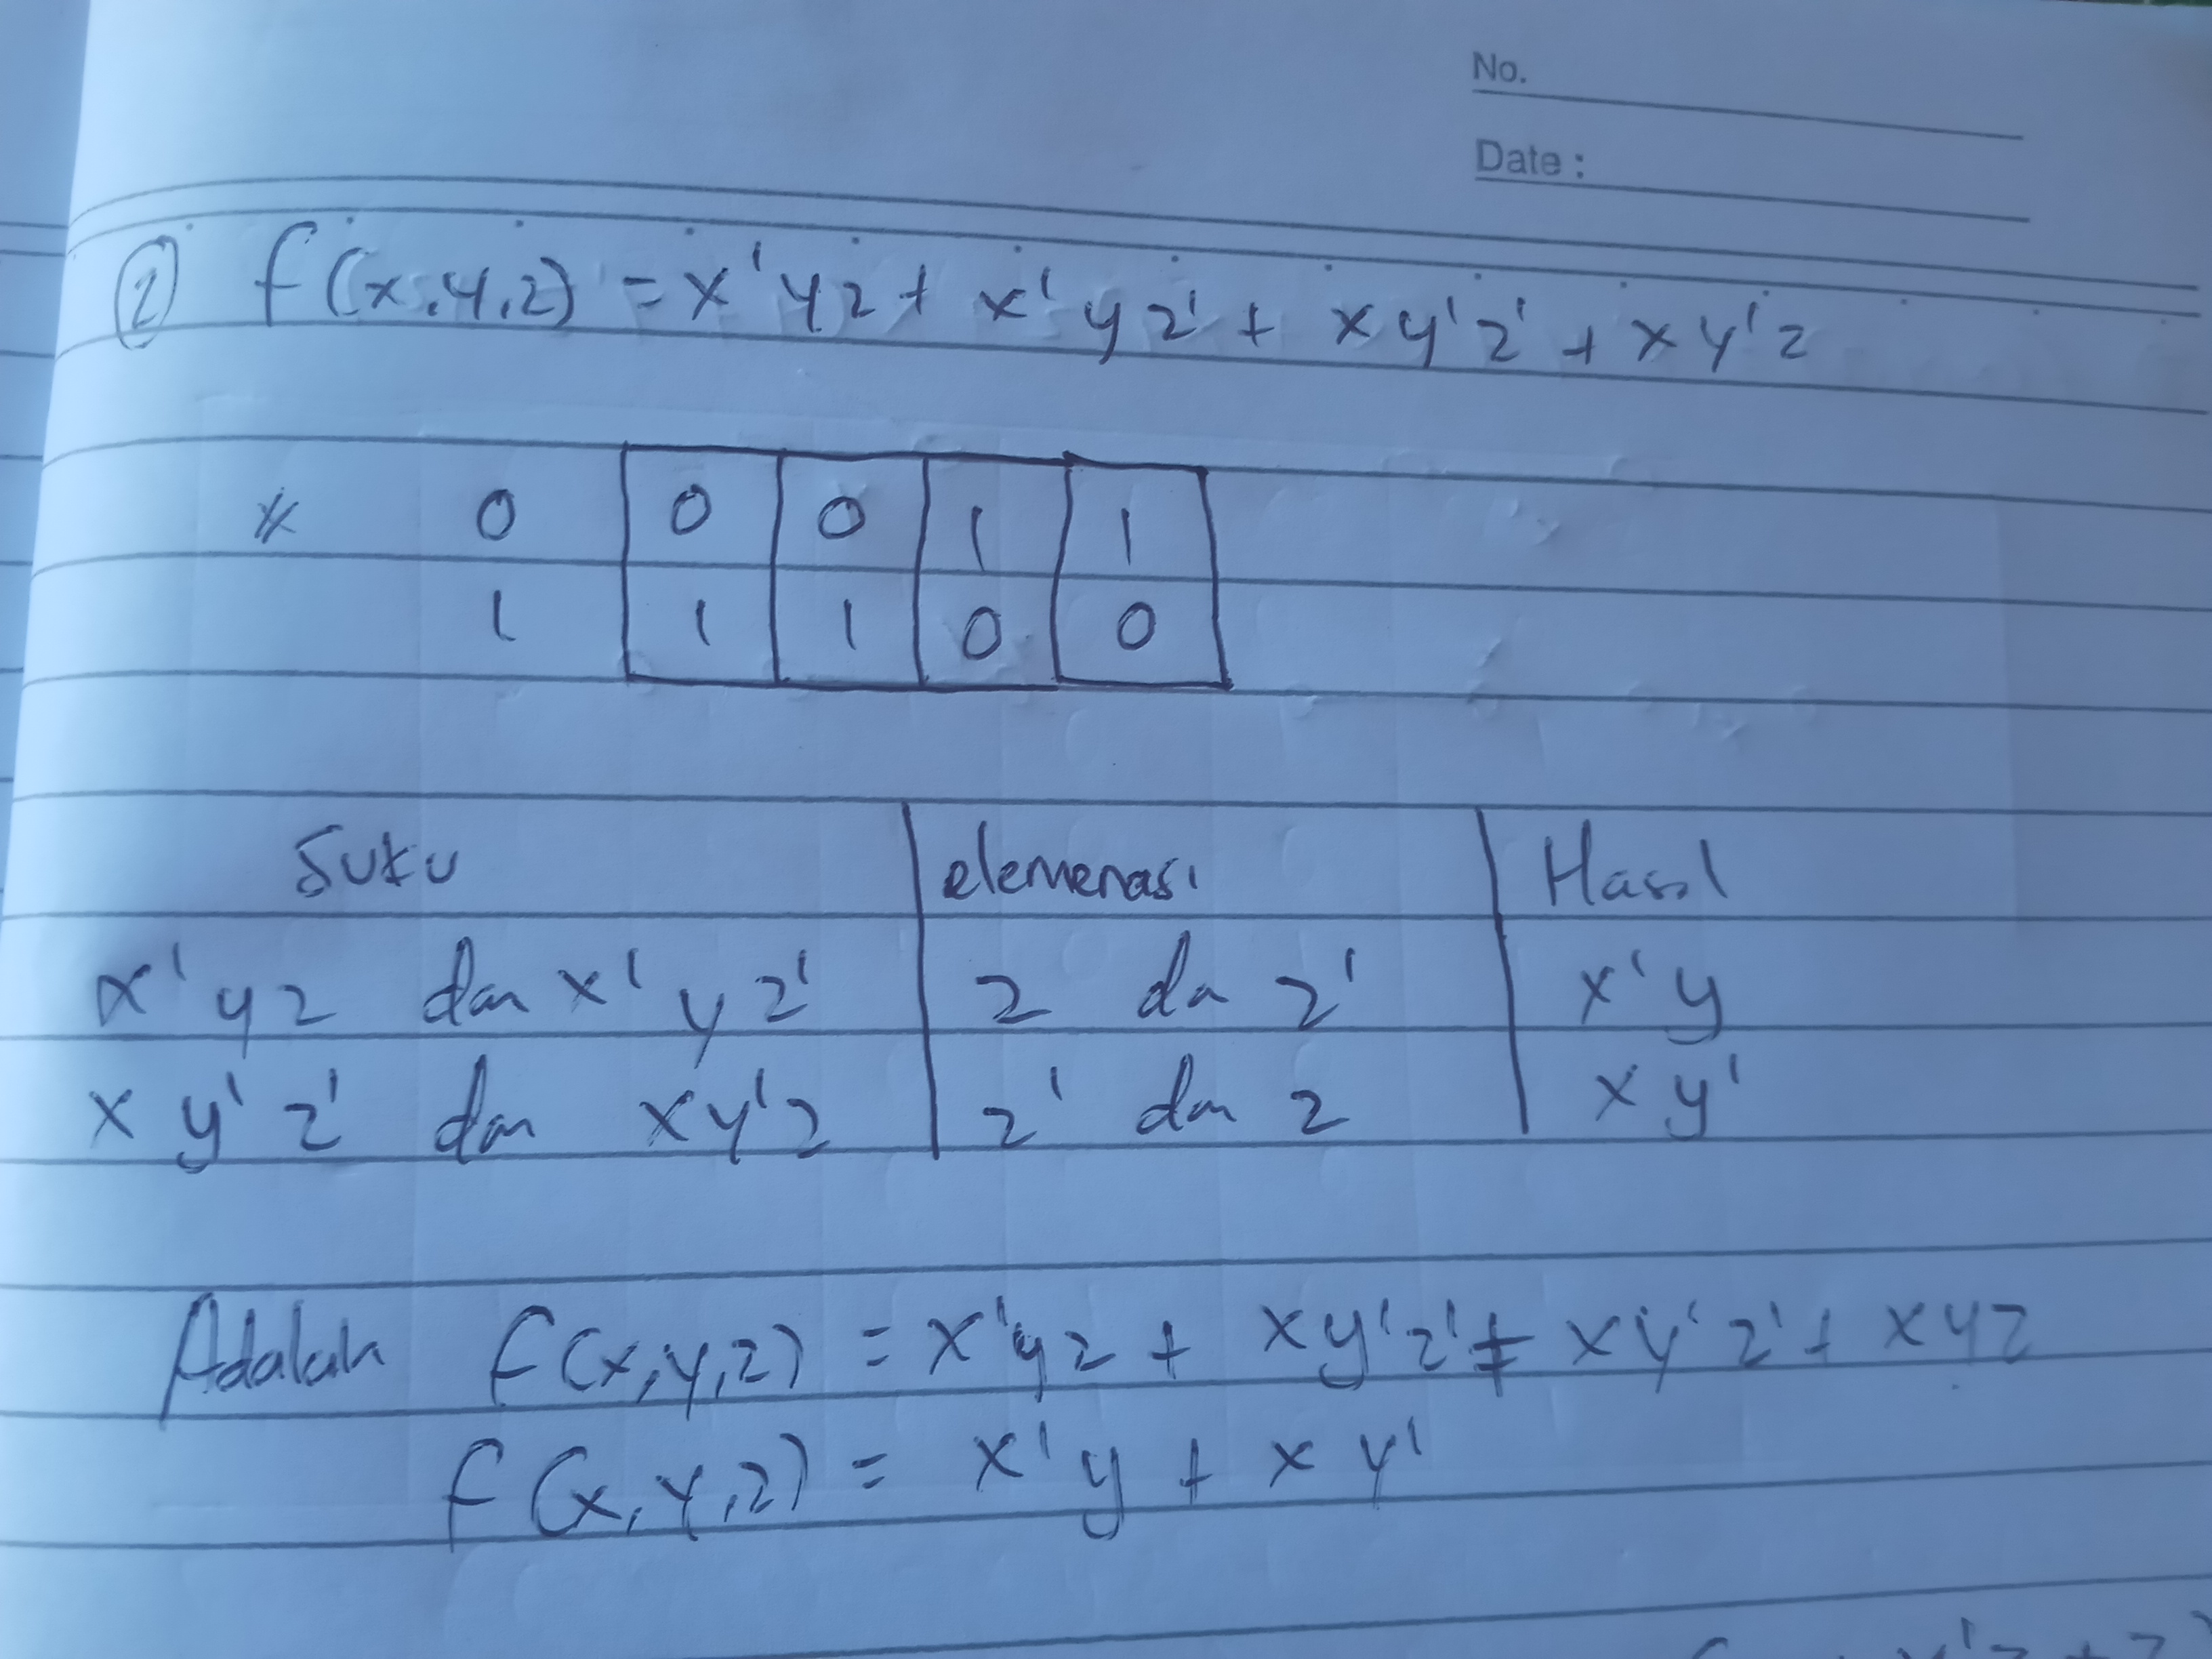 No.
Date :
② f(x,y,z) = x'yz + x'yz' + xy'z' + xy'z
x 0 0 0 1 1
1 1 1 0 0
Suku elemenasi Hasil
x'yz dan x'yz' z dan z' x'y
xy'z' dan xy'z z' dan z xy'
Adalah f(x,y,z) = x'yz + xy'z' + xy'z' + xyz
f(x,y,z) = x'y + xy'